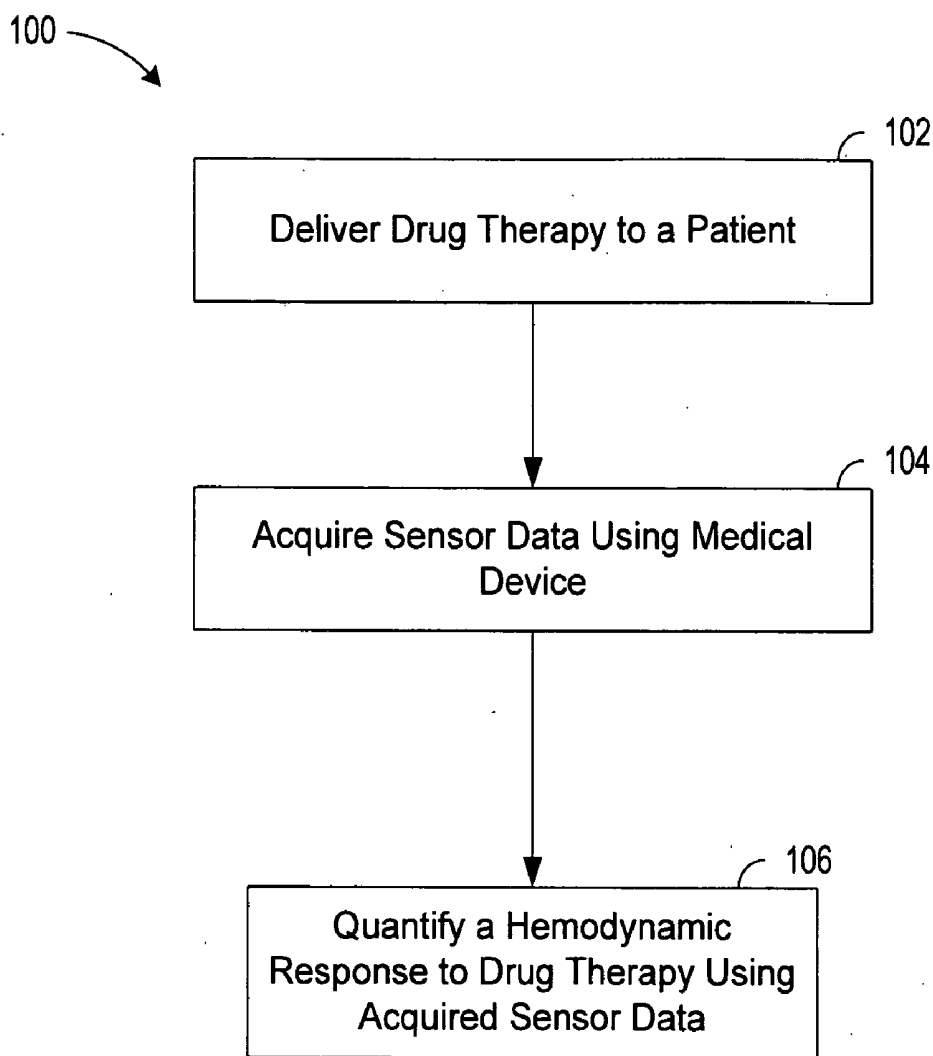 100
102
Deliver Drug Therapy to a Patient
104
Acquire Sensor Data Using Medical
Device
106
Quantify a Hemodynamic
Response to Drug Therapy Using
Acquired Sensor Data